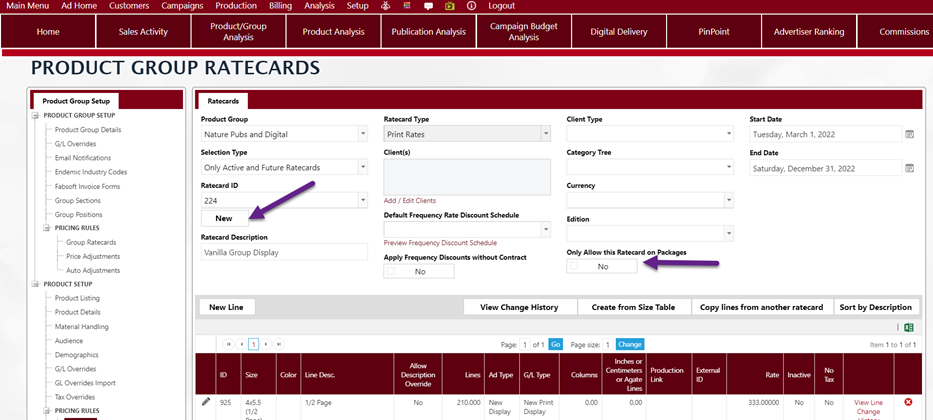 Main Menu Ad Home Customers Campaigns Production Billing Analysis Setup Logout
Home Sales Activity Product/Group Analysis Product Analysis Publication Analysis Campaign Budget Analysis Digital Delivery PinPoint Advertiser Ranking Commissions
PRODUCT GROUP RATECARDS
Product Group Setup
PRODUCT GROUP SETUP
Product Group Details
G/L Overrides
Email Notifications
Endemic Industry Codes
Fabsoft Invoice Forms
Group Sections
Group Positions
PRICING RULES
Group Ratecards
Price Adjustments
Auto Adjustments
PRODUCT SETUP
Product Listing
Product Details
Material Handling
Audience
Demographics
G/L Overrides
G/L Overrides Import
Tax Overrides
PRICING RULES
Ratecards
Product Group
Nature Pubs and Digital
Selection Type
Only Active and Future Ratecards
Ratecard ID
224
New
Ratecard Description
Vanilla Group Display
Ratecard Type
Print Rates
Client(s)
Add / Edit Clients
Default Frequency Rate Discount Schedule
Preview Frequency Discount Schedule
Apply Frequency Discounts without Contract
No
Client Type
Category Tree
Currency
Edition
Only Allow this Ratecard on Packages
No
Start Date
Tuesday, March 1, 2022
End Date
Saturday, December 31, 2022
New Line View Change History Create from Size Table Copy lines from another ratecard Sort by Description
1 Page: 1 of 1 Go Page size: 1 Change Item 1 to 1 of 1
ID Size Color Line Desc. Allow Description Override Lines Ad Type G/L Type Columns Inches or Centimeters or Agate Lines Production Link External ID Rate Inactive No Tax
925 4x5.5 (1/2 Page) 1/2 Page No 210.000 New Display New Print Display 0.00 0.00 333.00000 No No View Line Change History